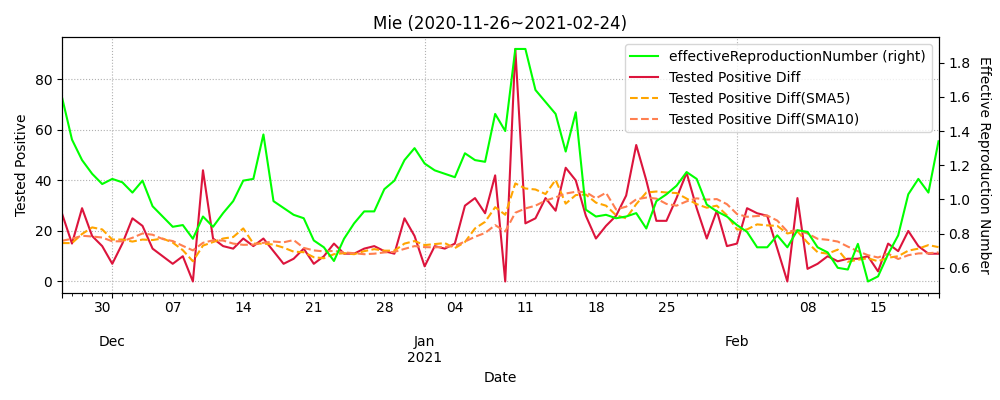 Mie (2020-11-26~2021-02-24)
effectiveReproductionNumber (right)
Tested Positive Diff
Tested Positive Diff(SMA5)
Tested Positive Diff(SMA10)
Tested Positive
80
60
40
20
0
Effective Reproduction Number
1.8
1.6
1.4
1.2
1.0
0.8
0.6
30 07 14 21 28 04 11 18 25 08 15
Dec Jan Feb
2021
Date